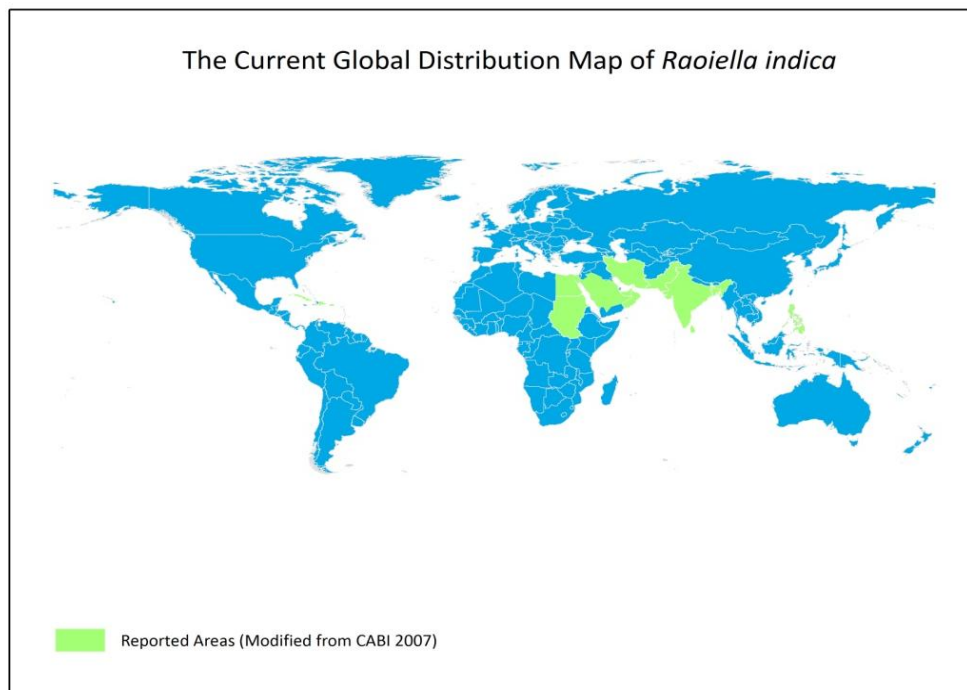 The Current Global Distribution Map of Raoiella indica
Reported Areas (Modified from CABI 2007)